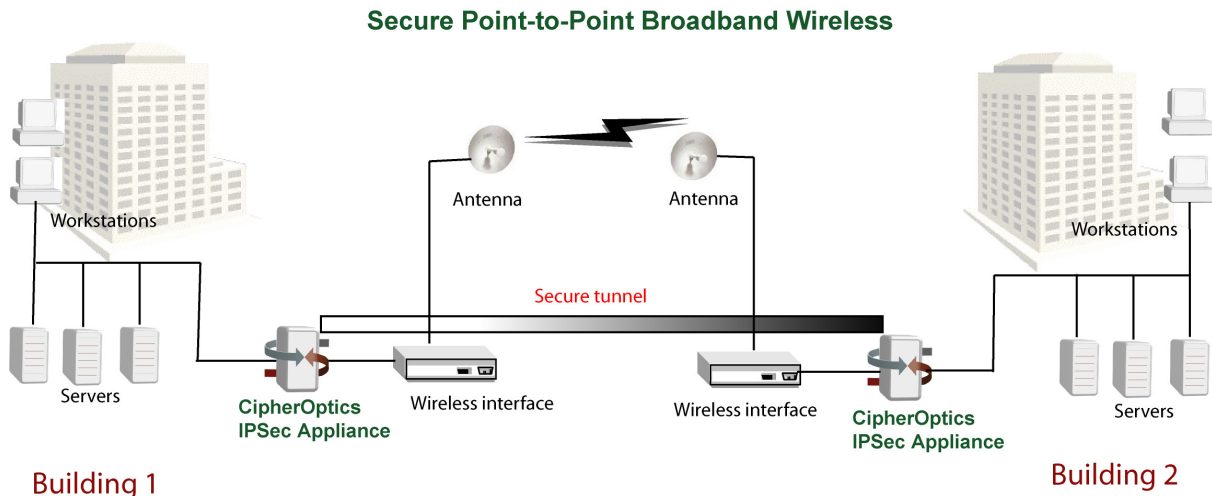 Secure Point-to-Point Broadband Wireless
Workstations
Antenna
Antenna
Workstations
Secure tunnel
Servers
CipherOptics
IPSec Appliance
Wireless interface
Wireless interface
CipherOptics
IPSec Appliance
Servers
Building 1
Building 2